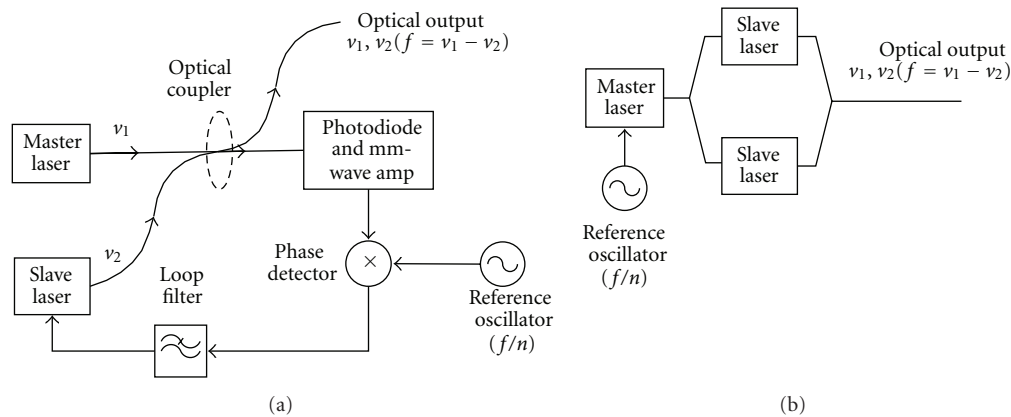 Optical output
ν1, ν2(f = ν1 − ν2)
Optical
coupler
Master
laser
ν1
Photodiode
and mm-
wave amp
ν2
Slave
laser
Loop
filter
Phase
detector
×
Reference
oscillator
(f/n)
(a)
Slave
laser
Optical output
ν1, ν2(f = ν1 − ν2)
Master
laser
Slave
laser
Reference
oscillator
(f/n)
(b)